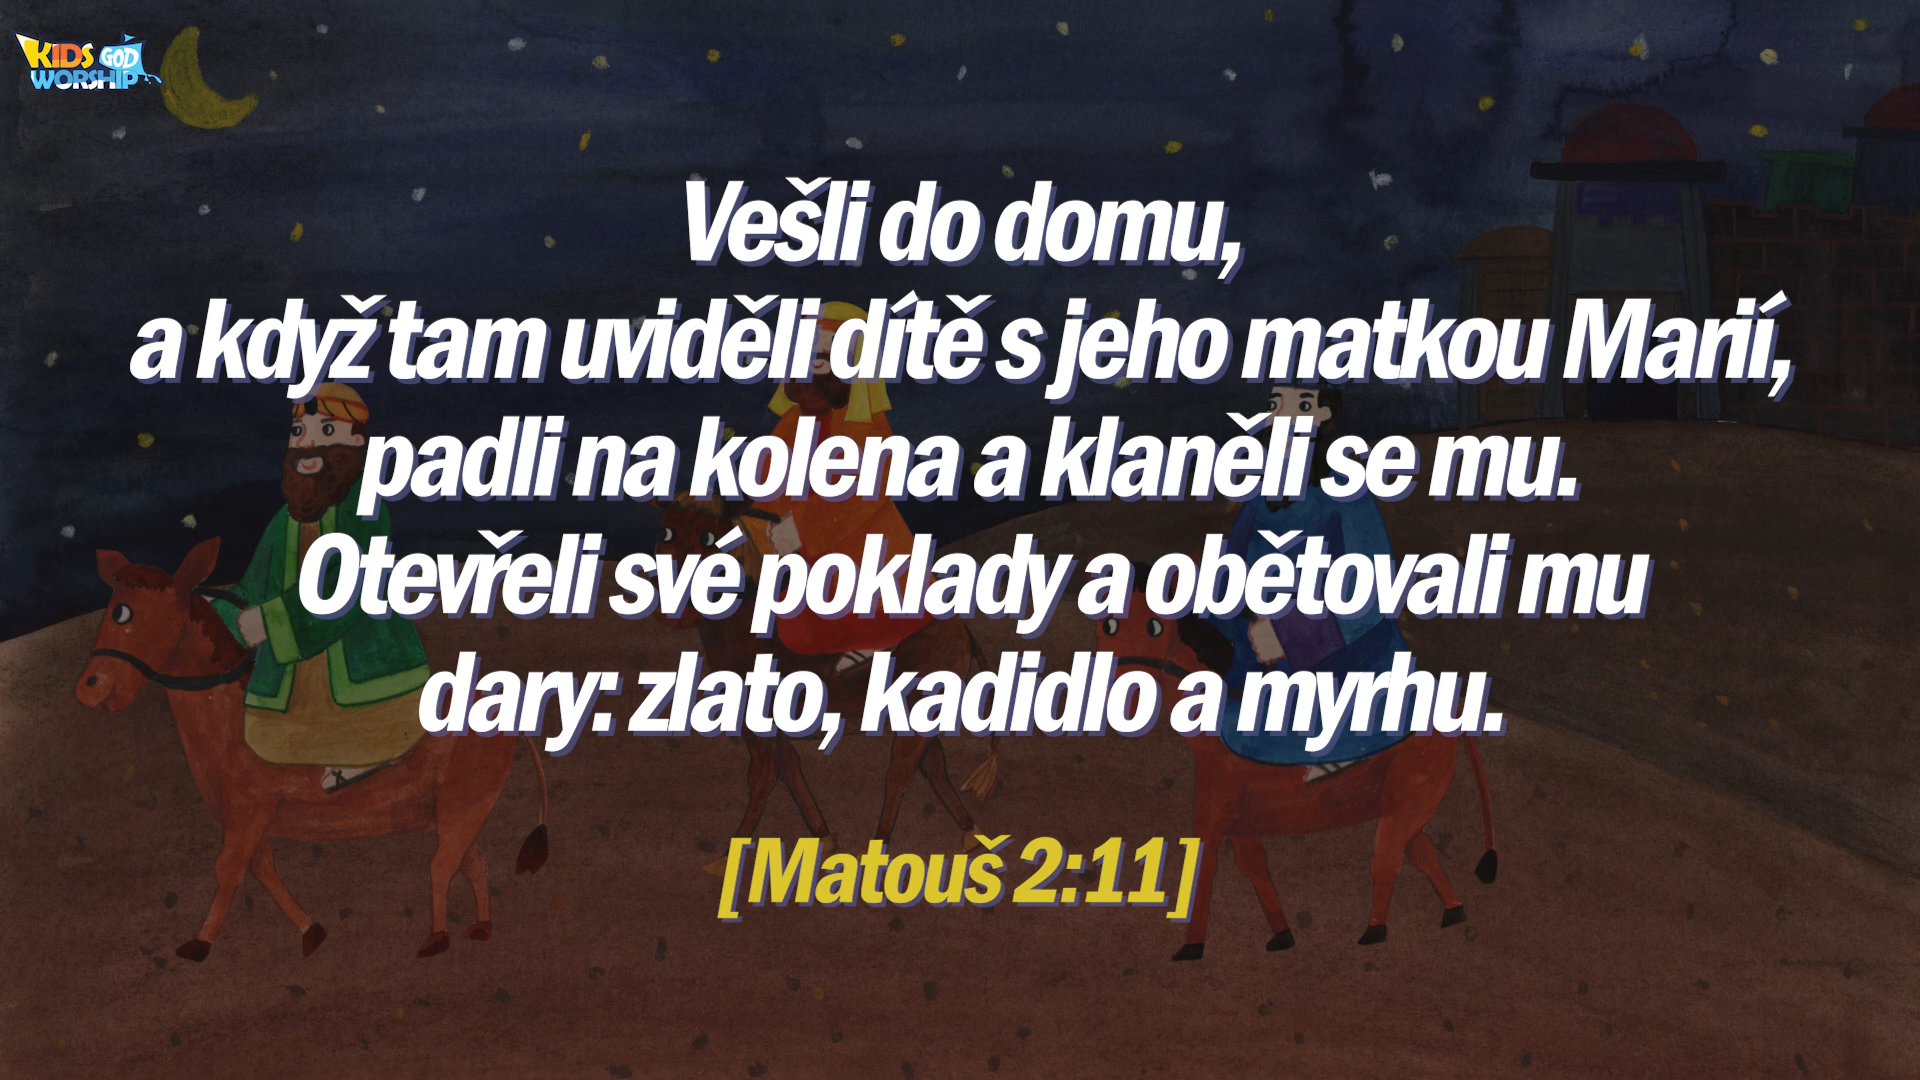 KIDS GOD
WORSHIP
Vešli do domu,
a když tam uviděli dítě s jeho matkou Marií,
padli na kolena a klaněli se mu.
Otevřeli své poklady a obětovali mu
dary: zlato, kadidlo a myrhu.
[Matouš 2:11]